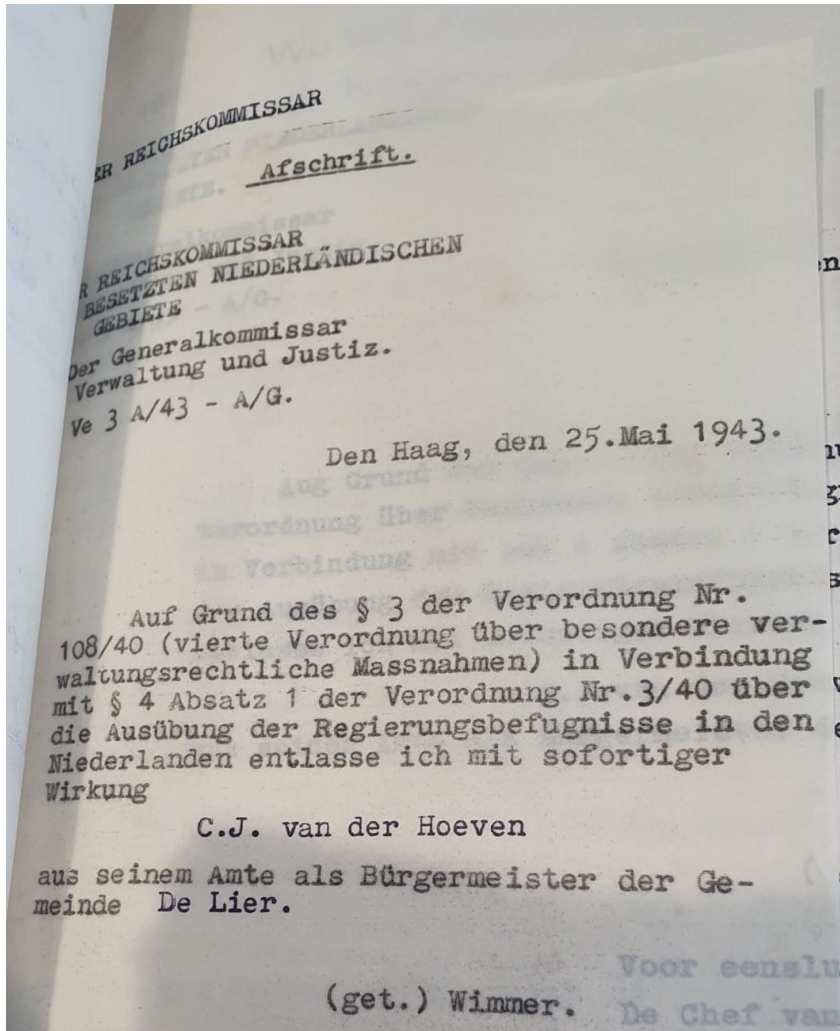 ER REICHSKOMMISSAR
Afschrift.
R REICHSKOMMISSAR
BESETZTEN NIEDERLÄNDISCHEN
GEBIETE
Der Generalkommissar
Verwaltung und Justiz.
Ve 3 A/43 - A/G.
Den Haag, den 25.Mai 1943.
Auf Grund des § 3 der Verordnung Nr.
108/40 (vierte Verordnung über besondere ver-
waltungsrechtliche Massnahmen) in Verbindung
mit § 4 Absatz 1 der Verordnung Nr.3/40 über
die Ausübung der Regierungsbefugnisse in den
Niederlanden entlasse ich mit sofortiger
Wirkung
C.J. van der Hoeven
aus seinem Amte als Bürgermeister der Ge-
meinde De Lier.
(get.) Wimmer.
Voor eenslu
De Chef van